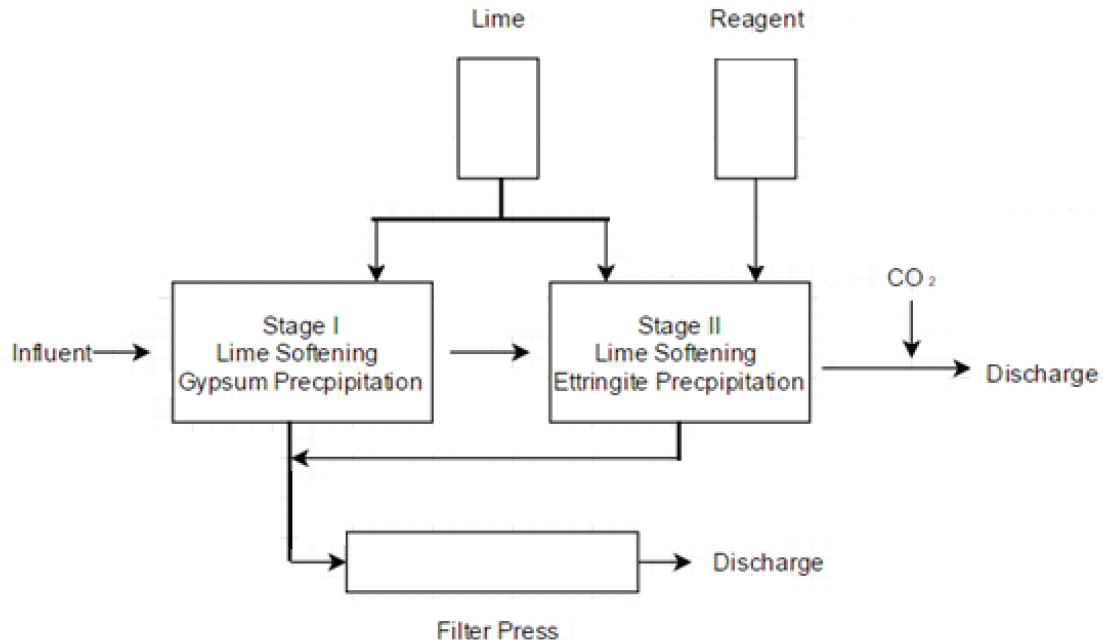 Lime
Reagent
CO₂
Influent
Stage I
Lime Softening
Gypsum Precpipitation
Stage II
Lime Softening
Ettringite Precpipitation
Discharge
Discharge
Filter Press